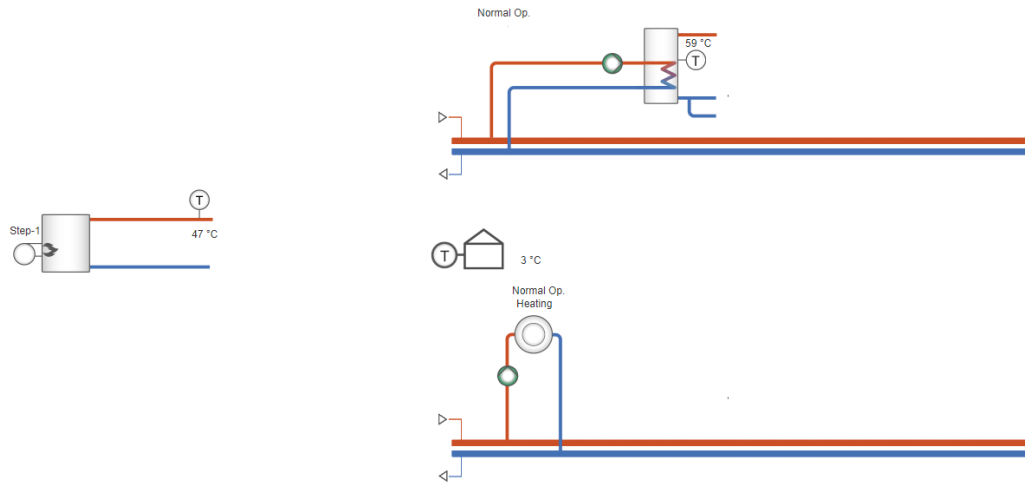 Normal Op.
59 °C
T
T
Step-1
47 °C
T
3 °C
Normal Op.
Heating